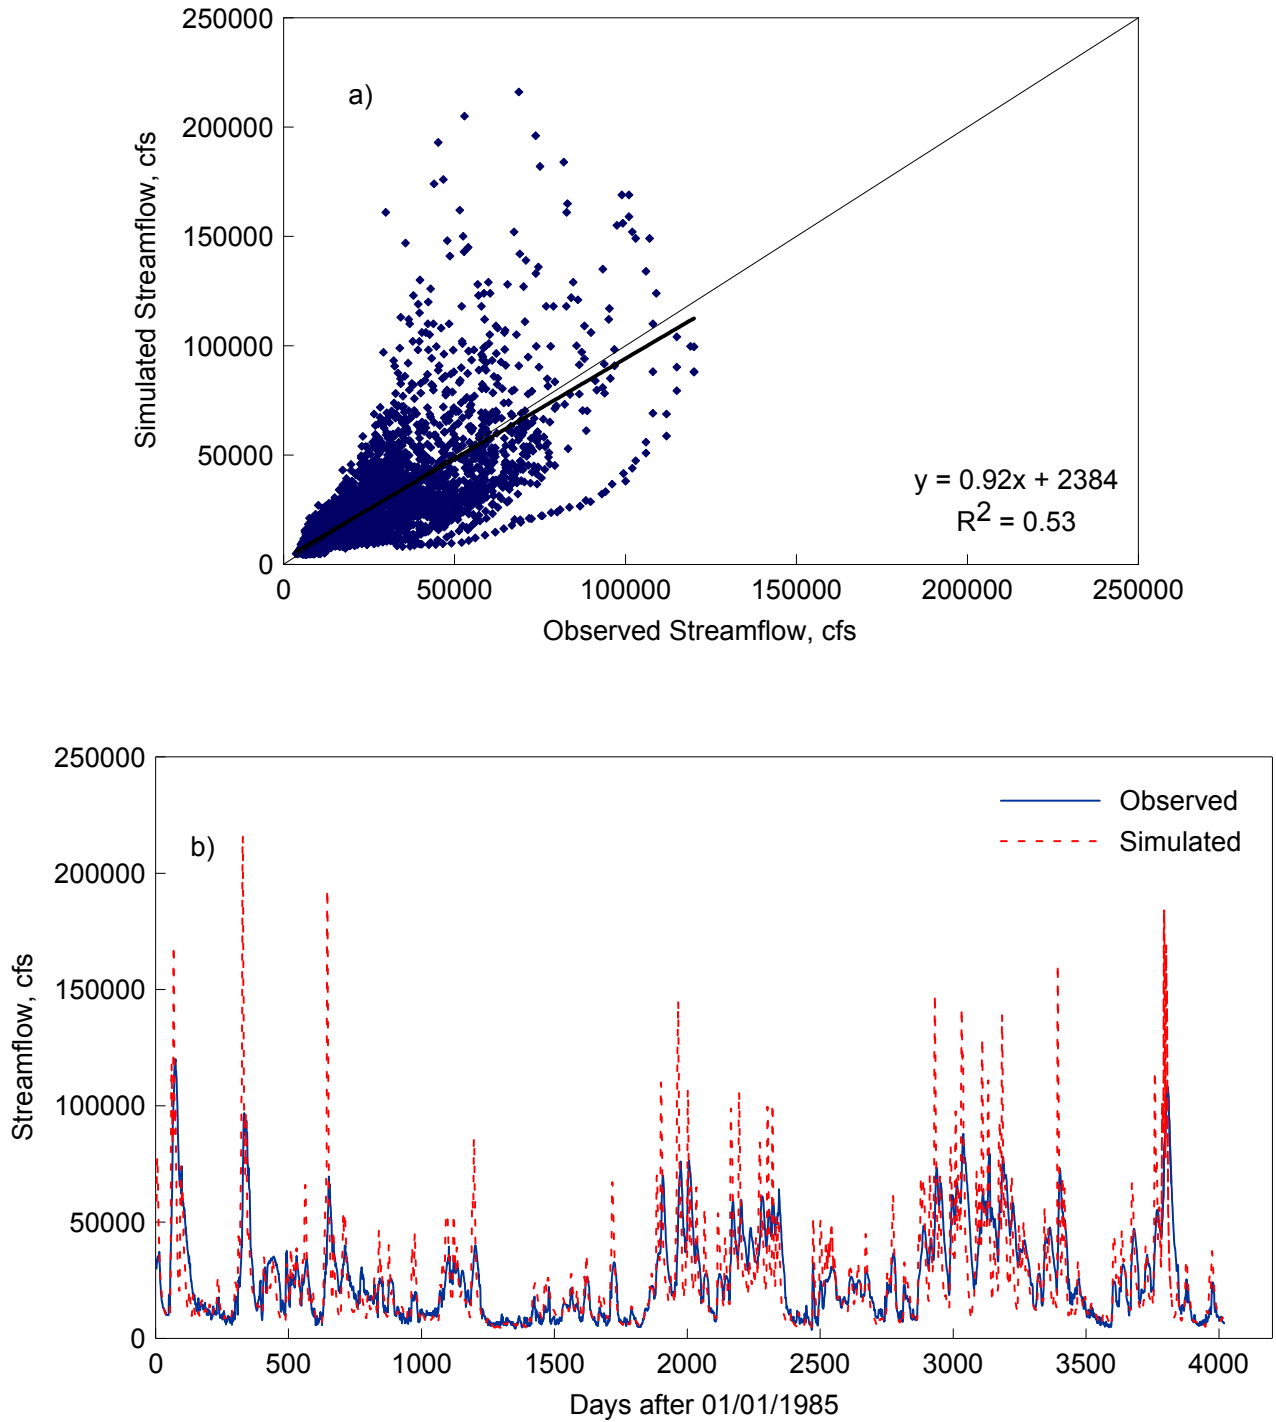 250000
a)
200000
150000
100000
50000
0
Simulated Streamflow, cfs
y = 0.92x + 2384
R2 = 0.53
0 50000 100000 150000 200000 250000
Observed Streamflow, cfs
250000
Observed
Simulated
b)
200000
150000
100000
50000
0
Streamflow, cfs
0 500 1000 1500 2000 2500 3000 3500 4000
Days after 01/01/1985